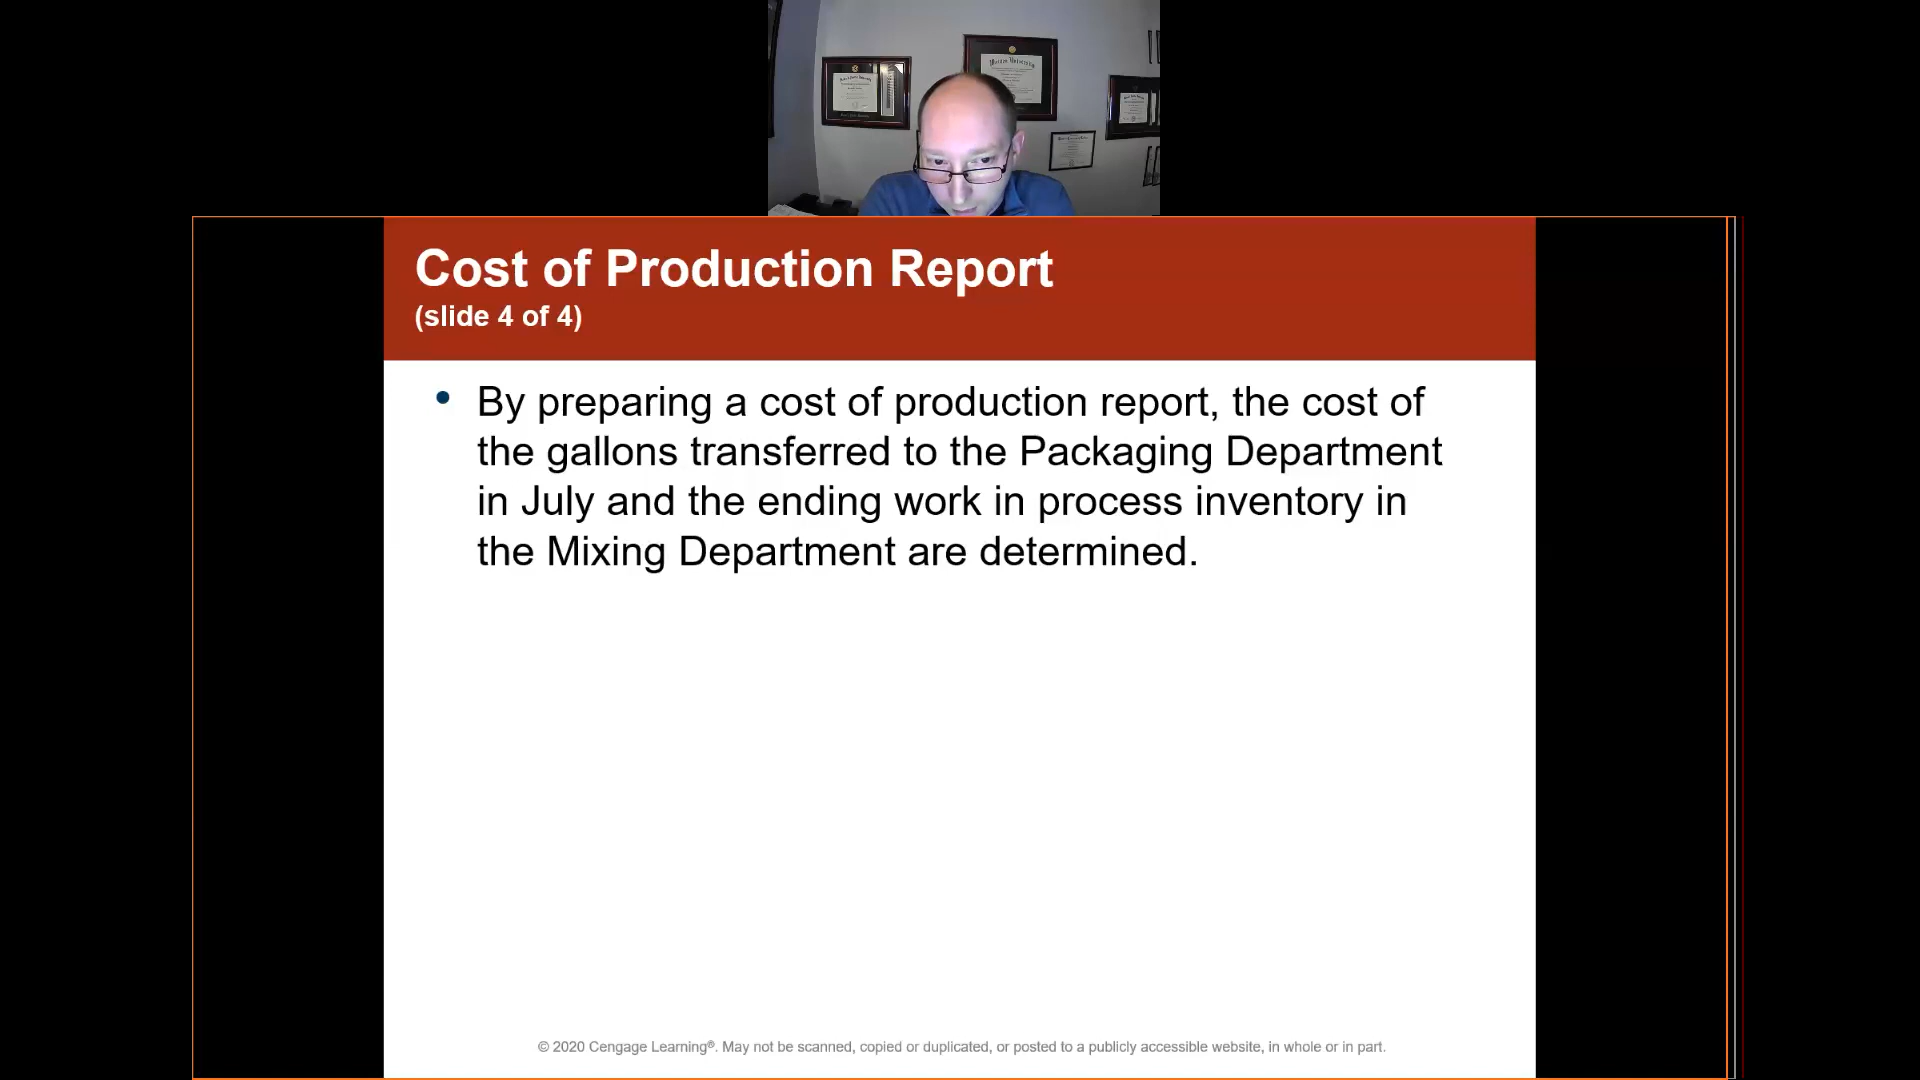 Cost of Production Report
(slide 4 of 4)
• By preparing a cost of production report, the cost of
the gallons transferred to the Packaging Department
in July and the ending work in process inventory in
the Mixing Department are determined.
© 2020 Cengage Learning®. May not be scanned, copied or duplicated, or posted to a publicly accessible website, in whole or in part.